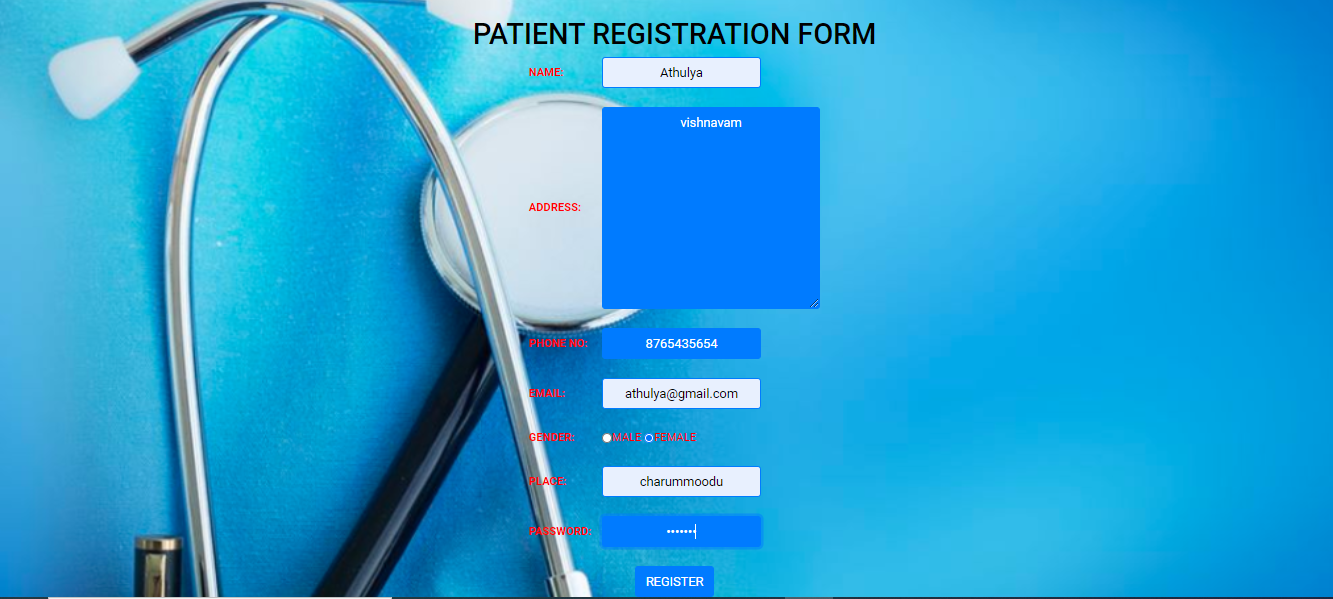 PATIENT REGISTRATION FORM
NAME: Athulya
ADDRESS: vishnavam
PHONE NO: 8765435654
EMAIL: athulya@gmail.com
GENDER: MALE FEMALE
PLACE: charummoodu
PASSWORD: •••••••
REGISTER